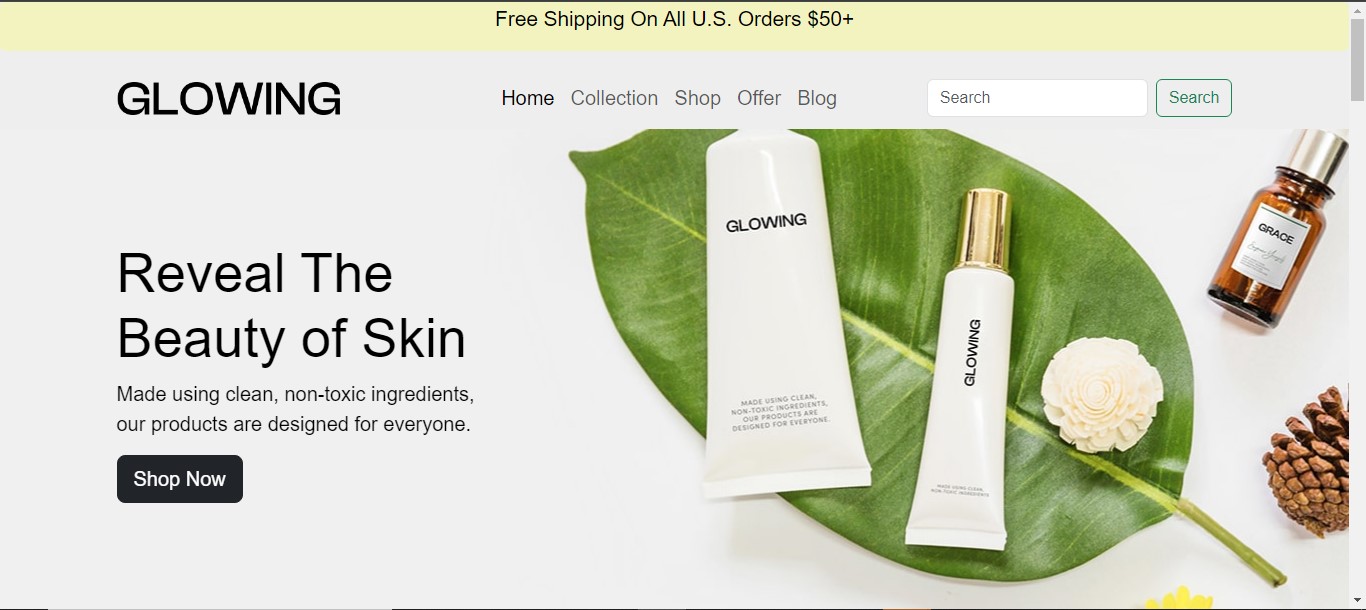 Free Shipping On All U.S. Orders $50+
GLOWING
Home Collection Shop Offer Blog
Search
Search
Reveal The
Beauty of Skin
Made using clean, non-toxic ingredients,
our products are designed for everyone.
Shop Now
GLOWING
MADE USING CLEAN,
NON-TOXIC INGREDIENTS,
OUR PRODUCTS ARE
DESIGNED FOR EVERYONE.
GLOWING
MADE USING CLEAN,
NON-TOXIC INGREDIENTS
GRACE